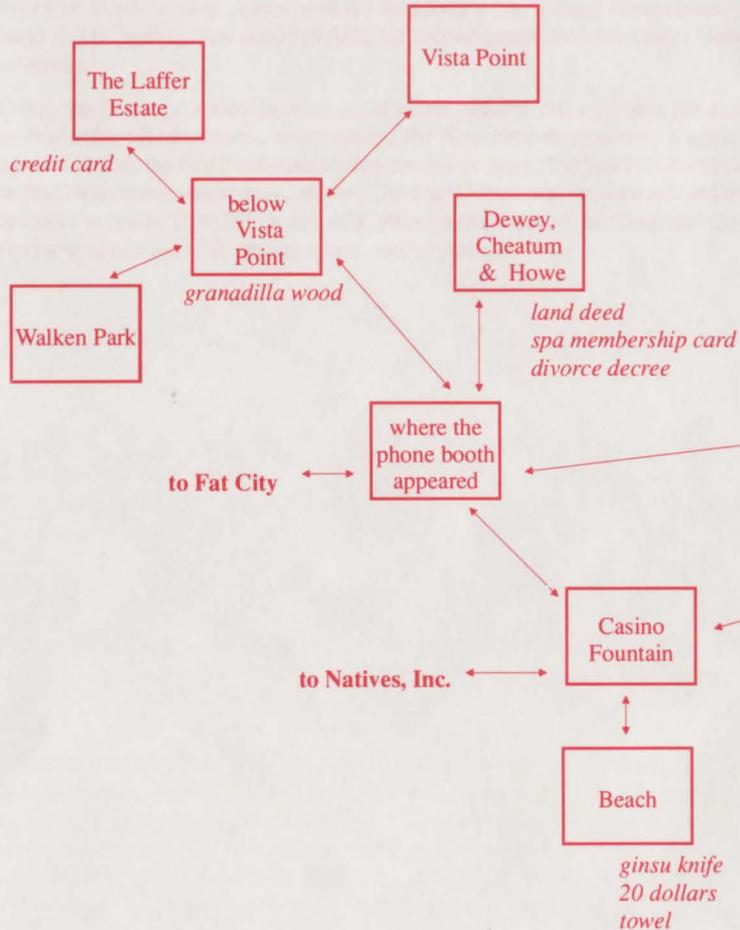 Vista Point
The Laffer
Estate
credit card
below
Vista
Point
granadilla wood
Dewey,
Cheatum
& Howe
land deed
spa membership card
divorce decree
Walken Park
where the
phone booth
appeared
to Fat City
Casino
Fountain
to Natives, Inc.
Beach
ginsu knife
20 dollars
towel